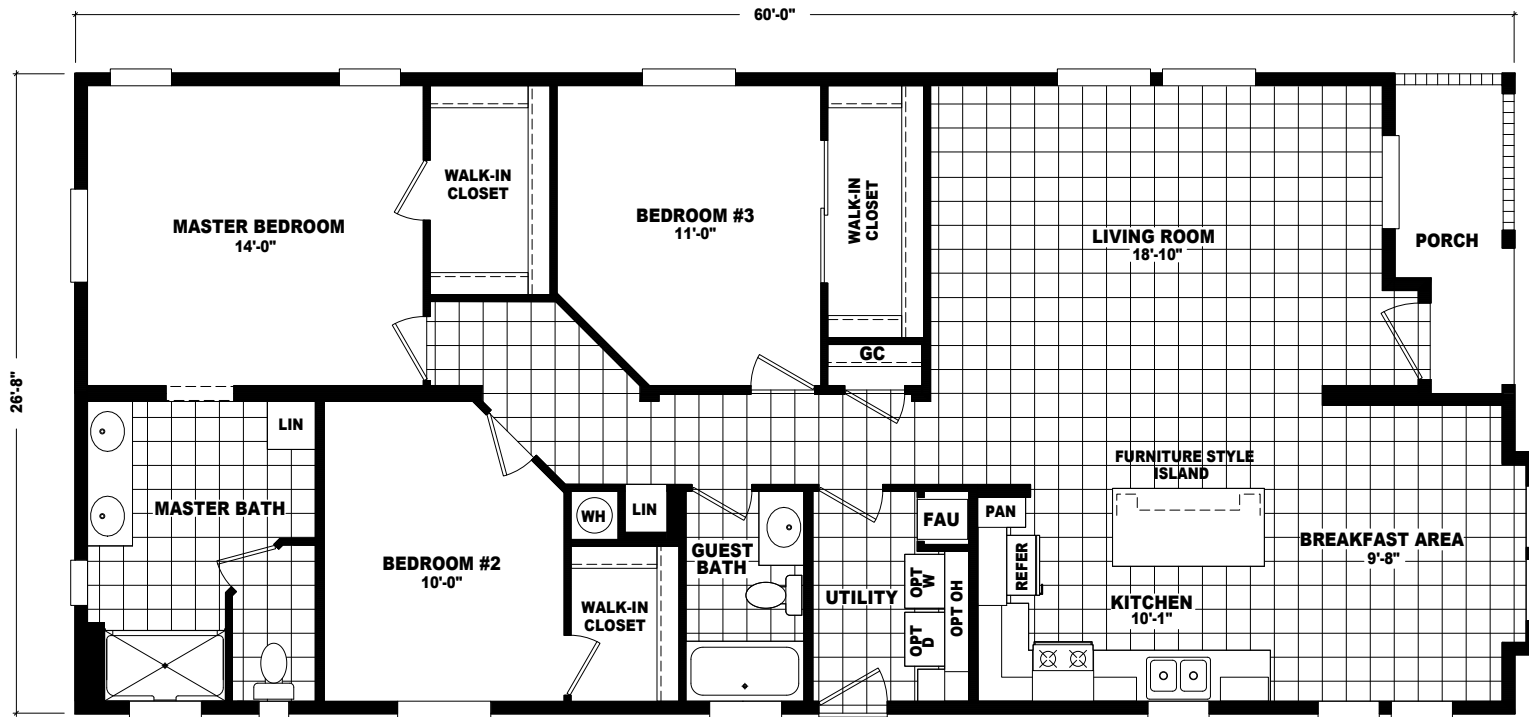 60'-0"
26'-8"
MASTER BEDROOM
14'-0"
WALK-IN
CLOSET
BEDROOM #3
11'-0"
WALK-IN
CLOSET
GC
LIVING ROOM
18'-10"
PORCH
LIN
MASTER BATH
BEDROOM #2
10'-0"
WH
LIN
WALK-IN
CLOSET
GUEST
BATH
UTILITY
FAU
OPT
W
OPT
D
OPT OH
PAN
REFER
FURNITURE STYLE
ISLAND
KITCHEN
10'-1"
BREAKFAST AREA
9'-8"